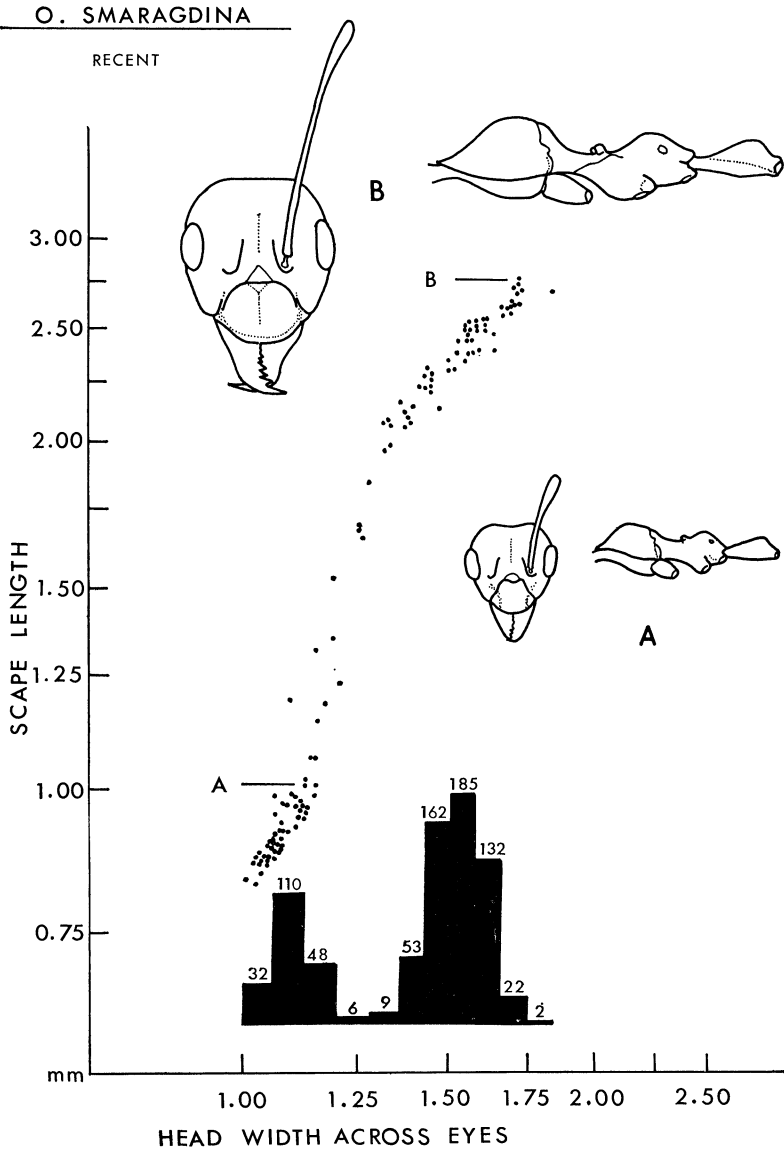 O. SMARAGDINA
RECENT
B
3.00
B
2.50
2.00
SCAPE LENGTH
1.50
A
1.25
A
1.00
185
162
132
110
0.75
53
48
32
22
9
6
2
mm
1.00 1.25 1.50 1.75 2.00 2.50
HEAD WIDTH ACROSS EYES